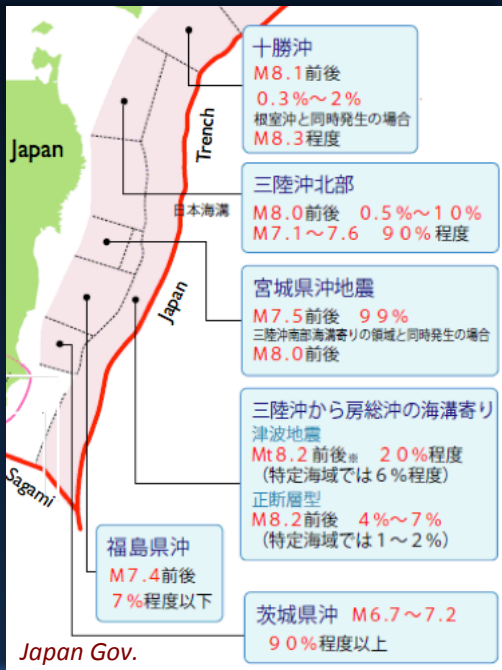 十勝沖
M8.1前後
0.3%～2%
根室沖と同時発生の場合
M8.3程度
Japan
Trench
三陸沖北部
M8.0前後 0.5%～10%
M7.1～7.6 90%程度
日本海溝
宮城県沖地震
M7.5前後 99%
三陸沖南部海溝寄りの領域と同時発生の場合
M8.0前後
Japan
三陸沖から房総沖の海溝寄り
津波地震
Mt8.2前後※ 20%程度
(特定海域では6%程度)
正断層型
M8.2前後 4%～7%
(特定海域では1～2%)
Sagami
福島県沖
M7.4前後
7%程度以下
茨城県沖 M6.7～7.2
90%程度以上
Japan Gov.